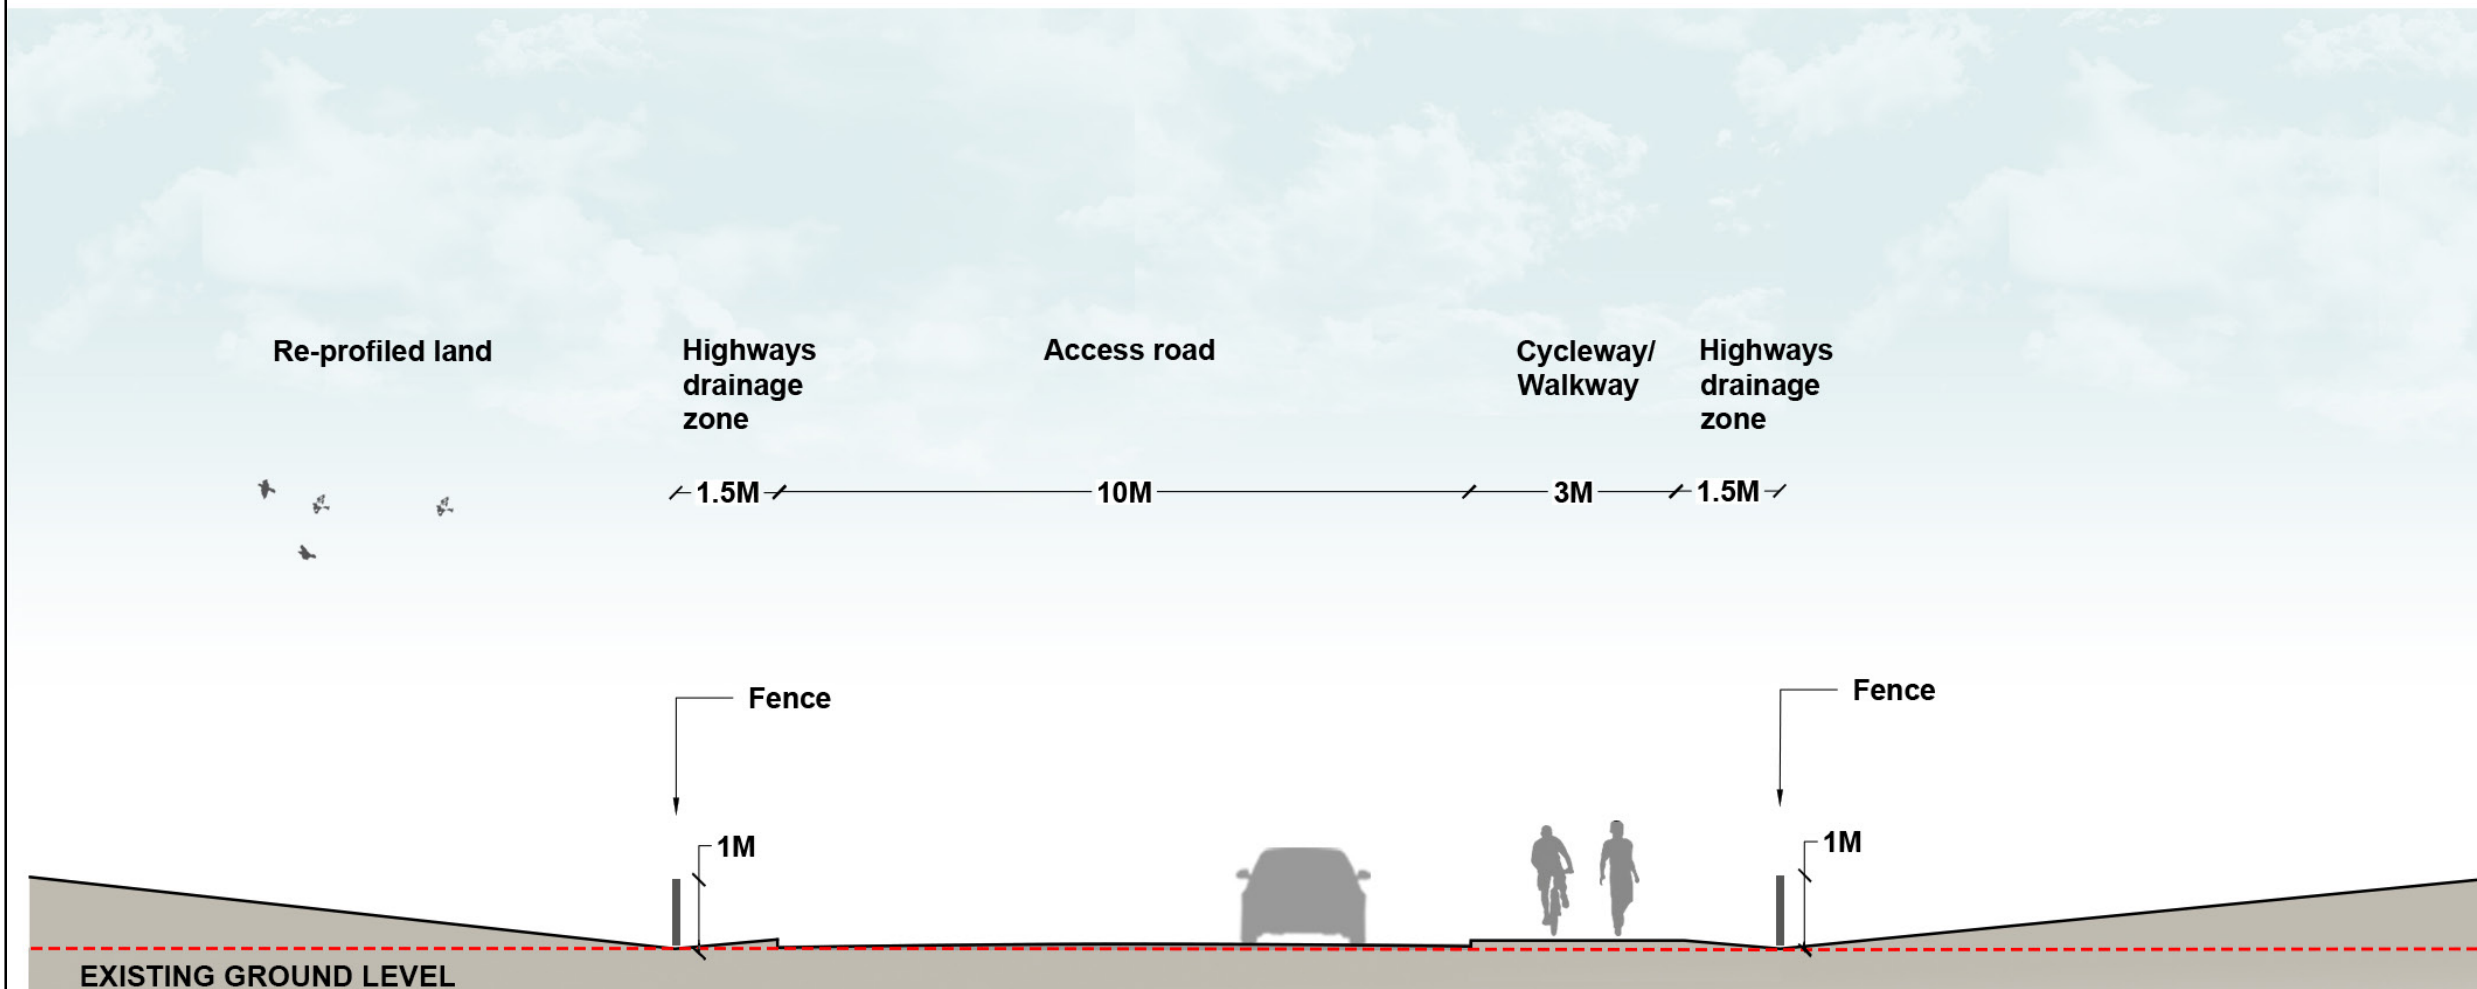 Re-profiled land
Highways
drainage
zone
Access road
Cycleway/
Walkway
Highways
drainage
zone
1.5M
10M
3M
1.5M
Fence
Fence
1M
1M
EXISTING GROUND LEVEL